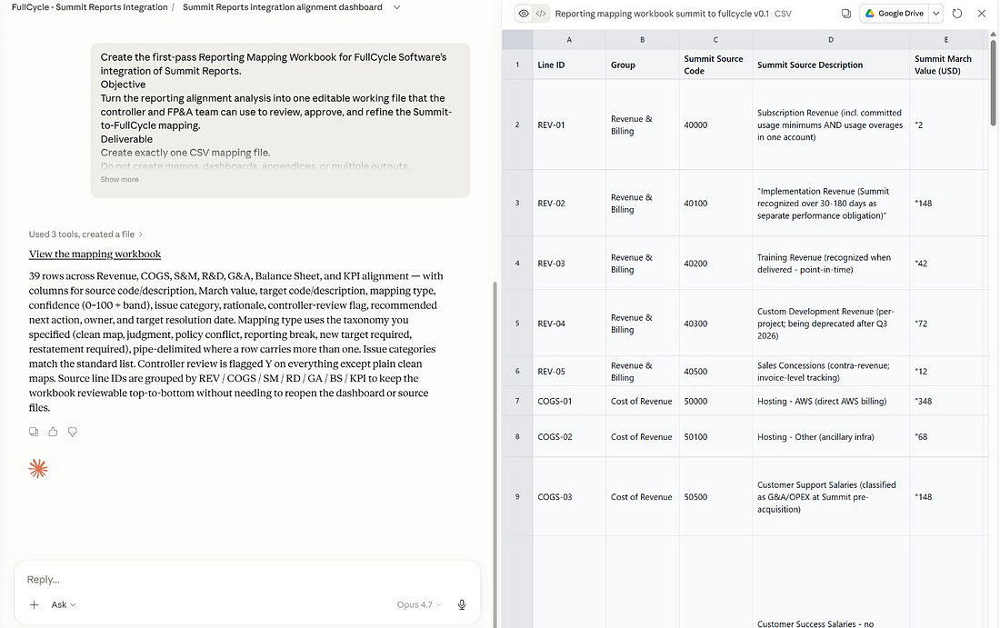 FullCycle - Summit Reports Integration / Summit Reports integration alignment dashboard
Create the first-pass Reporting Mapping Workbook for FullCycle Software's
integration of Summit Reports.
Objective
Turn the reporting alignment analysis into one editable working file that the
controller and FP&A team can use to review, approve, and refine the Summit-
to-FullCycle mapping.
Deliverable
Create exactly one CSV mapping file.
Do not create memos, dashboards, appendices, or multiple outputs.
Show more
Used 3 tools, created a file >
View the mapping workbook
39 rows across Revenue, COGS, S&M, R&D, G&A, Balance Sheet, and KPI alignment — with
columns for source code/description, March value, target code/description, mapping type,
confidence (0–100 + band), issue category, rationale, controller-review flag, recommended
next action, owner, and target resolution date. Mapping type uses the taxonomy you
specified (clean map, judgment, policy conflict, reporting break, new target required,
restatement required), pipe-delimited where a row carries more than one. Issue categories
match the standard list. Controller review is flagged Y on everything except plain clean
maps. Source line IDs are grouped by REV / COGS / SM / RD / GA / BS / KPI to keep the
workbook reviewable top-to-bottom without needing to reopen the dashboard or source
files.
Reply...
+ Ask
Opus 4.7
Reporting mapping workbook summit to fullcycle v0.1 · CSV
Google Drive
A B C D E
1 Line ID Group Summit Source Code Summit Source Description Summit March Value (USD)
2 REV-01 Revenue & Billing 40000 Subscription Revenue (incl. committed usage minimums AND usage overages in one account) "2
3 REV-02 Revenue & Billing 40100 "Implementation Revenue (Summit recognized over 30-180 days as separate performance obligation)" "148
4 REV-03 Revenue & Billing 40200 Training Revenue (recognized when delivered - point-in-time) "42
5 REV-04 Revenue & Billing 40300 Custom Development Revenue (per-project; being deprecated after Q3 2026) "72
6 REV-05 Revenue & Billing 40500 Sales Concessions (contra-revenue; invoice-level tracking) "12
7 COGS-01 Cost of Revenue 50000 Hosting - AWS (direct AWS billing) "348
8 COGS-02 Cost of Revenue 50100 Hosting - Other (ancillary infra) "68
9 COGS-03 Cost of Revenue 50500 Customer Support Salaries (classified as G&A/OPEX at Summit pre-acquisition) "148
Customer Success Salaries - no